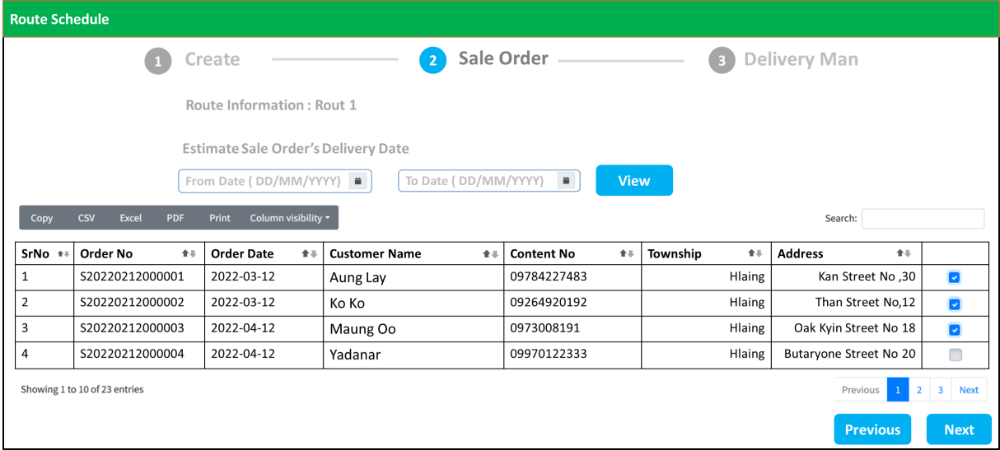 Route Schedule
1 Create 2 Sale Order 3 Delivery Man
Route Information : Rout 1
Estimate Sale Order's Delivery Date
From Date ( DD/MM/YYYY) To Date ( DD/MM/YYYY) View
Copy CSV Excel PDF Print Column visibility Search:
SrNo Order No Order Date Customer Name Content No Township Address
1 S20220212000001 2022-03-12 Aung Lay 09784227483 Hlaing Kan Street No ,30
2 S20220212000002 2022-03-12 Ko Ko 09264920192 Hlaing Than Street No,12
3 S20220212000003 2022-04-12 Maung Oo 0973008191 Hlaing Oak Kyin Street No 18
4 S20220212000004 2022-04-12 Yadanar 09970122333 Hlaing Butaryone Street No 20
Showing 1 to 10 of 23 entries Previous 1 2 3 Next
Previous Next